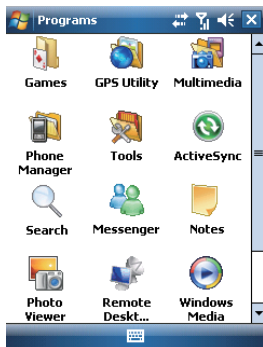 Programs
Games GPS Utility Multimedia
Phone Manager Tools ActiveSync
Search Messenger Notes
Photo Viewer Remote Deskt... Windows Media